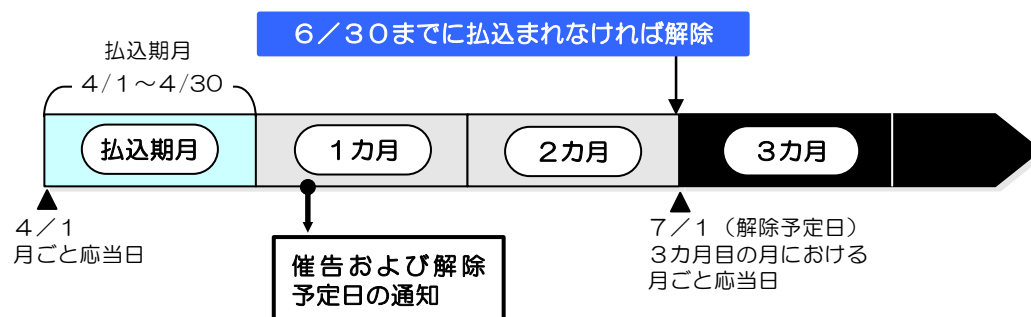 ６／３０までに払込まれなければ解除
払込期月
４/１～４/３０
払込期月
１カ月
２カ月
３カ月
４／１
月ごと応当日
７／１（解除予定日）
３カ月目の月における
月ごと応当日
催告および解除
予定日の通知